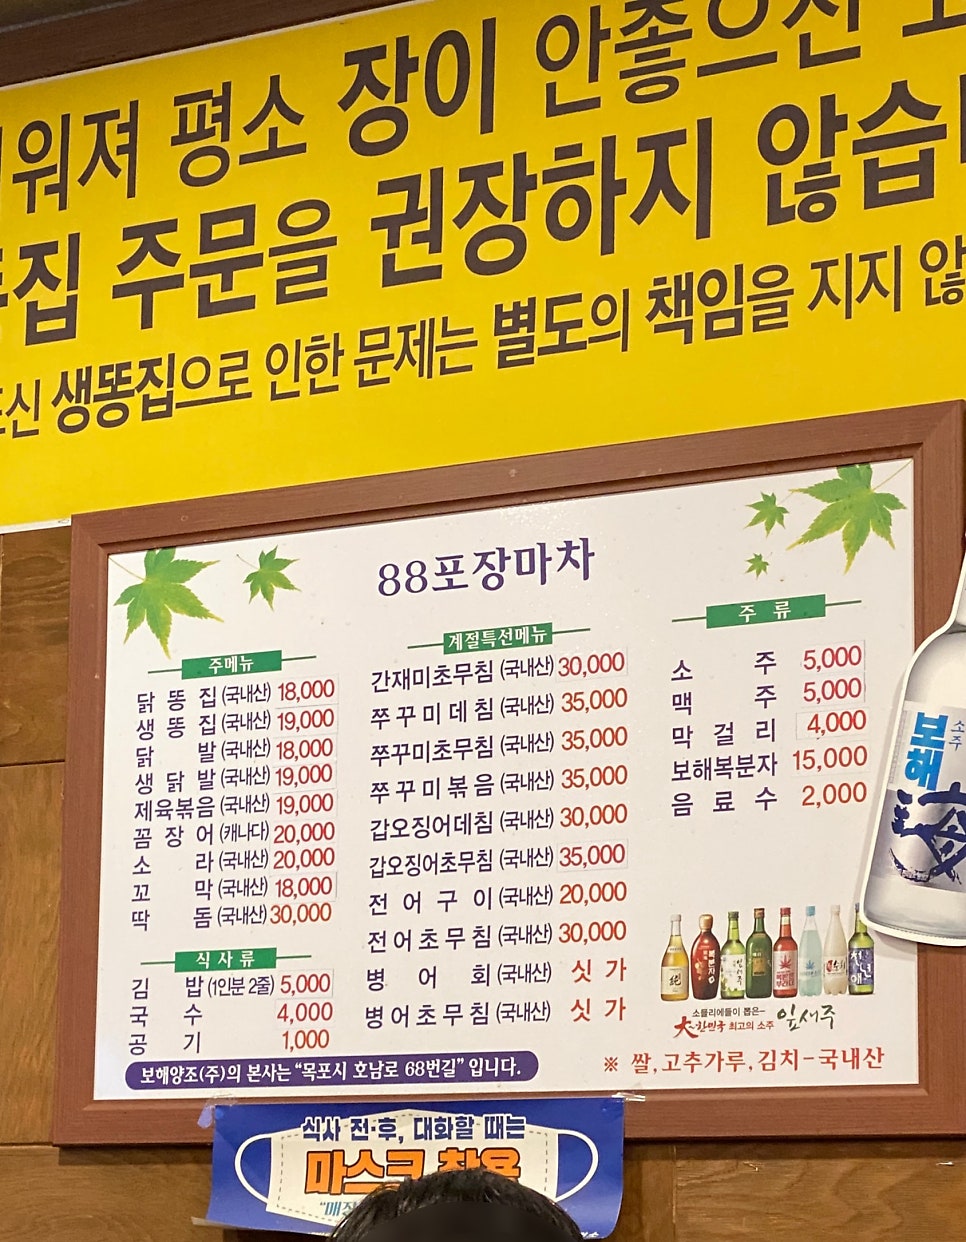 워져 평소 장이 안좋으신
집 주문을 권장하지 않습
신 생똥집으로 인한 문제는 별도의 책임을 지지 않
88포장마차
주메뉴
닭똥집 (국내산) 18,000
생똥집 (국내산) 19,000
닭발 (국내산) 18,000
생닭발 (국내산) 19,000
제육볶음 (국내산) 19,000
꼼장어 (캐나다) 20,000
소라 (국내산) 20,000
꼬막 (국내산) 18,000
딱돔 (국내산) 30,000
식사류
김밥 (1인분 2줄) 5,000
국수 4,000
공기 1,000
계절특선메뉴
간재미초무침 (국내산) 30,000
쭈꾸미데침 (국내산) 35,000
쭈꾸미초무침 (국내산) 35,000
쭈꾸미볶음 (국내산) 35,000
갑오징어데침 (국내산) 30,000
갑오징어초무침 (국내산) 35,000
전어구이 (국내산) 20,000
전어초무침 (국내산) 30,000
병어회 (국내산) 싯가
병어초무침 (국내산) 싯가
주류
소주 5,000
맥주 5,000
막걸리 4,000
보해복분자 15,000
음료수 2,000
보해
소주
소믈리에들이 뽑은
大한민국 최고의 소주 잎새주
※ 쌀,고추가루,김치-국내산
보해양조(주)의 본사는 "목포시 호남로 68번길" 입니다.
식사 전·후, 대화할 때는
마스크 착용